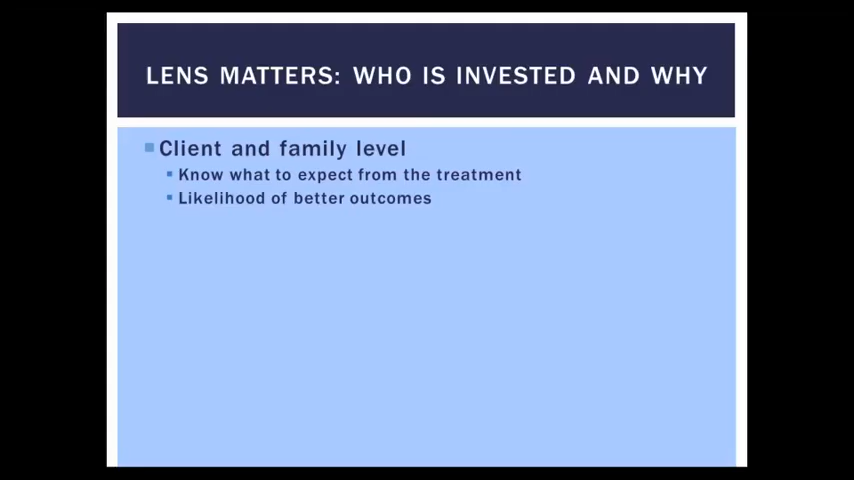 LENS MATTERS: WHO IS INVESTED AND WHY
Client and family level
Know what to expect from the treatment
Likelihood of better outcomes